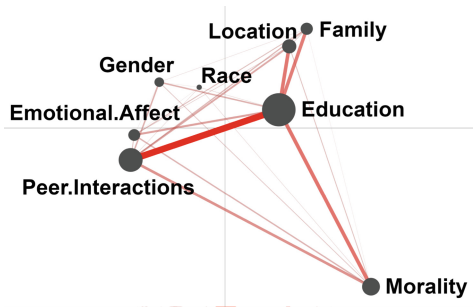 Location
Family
Gender
Race
Emotional.Affect
Education
Peer.Interactions
Morality